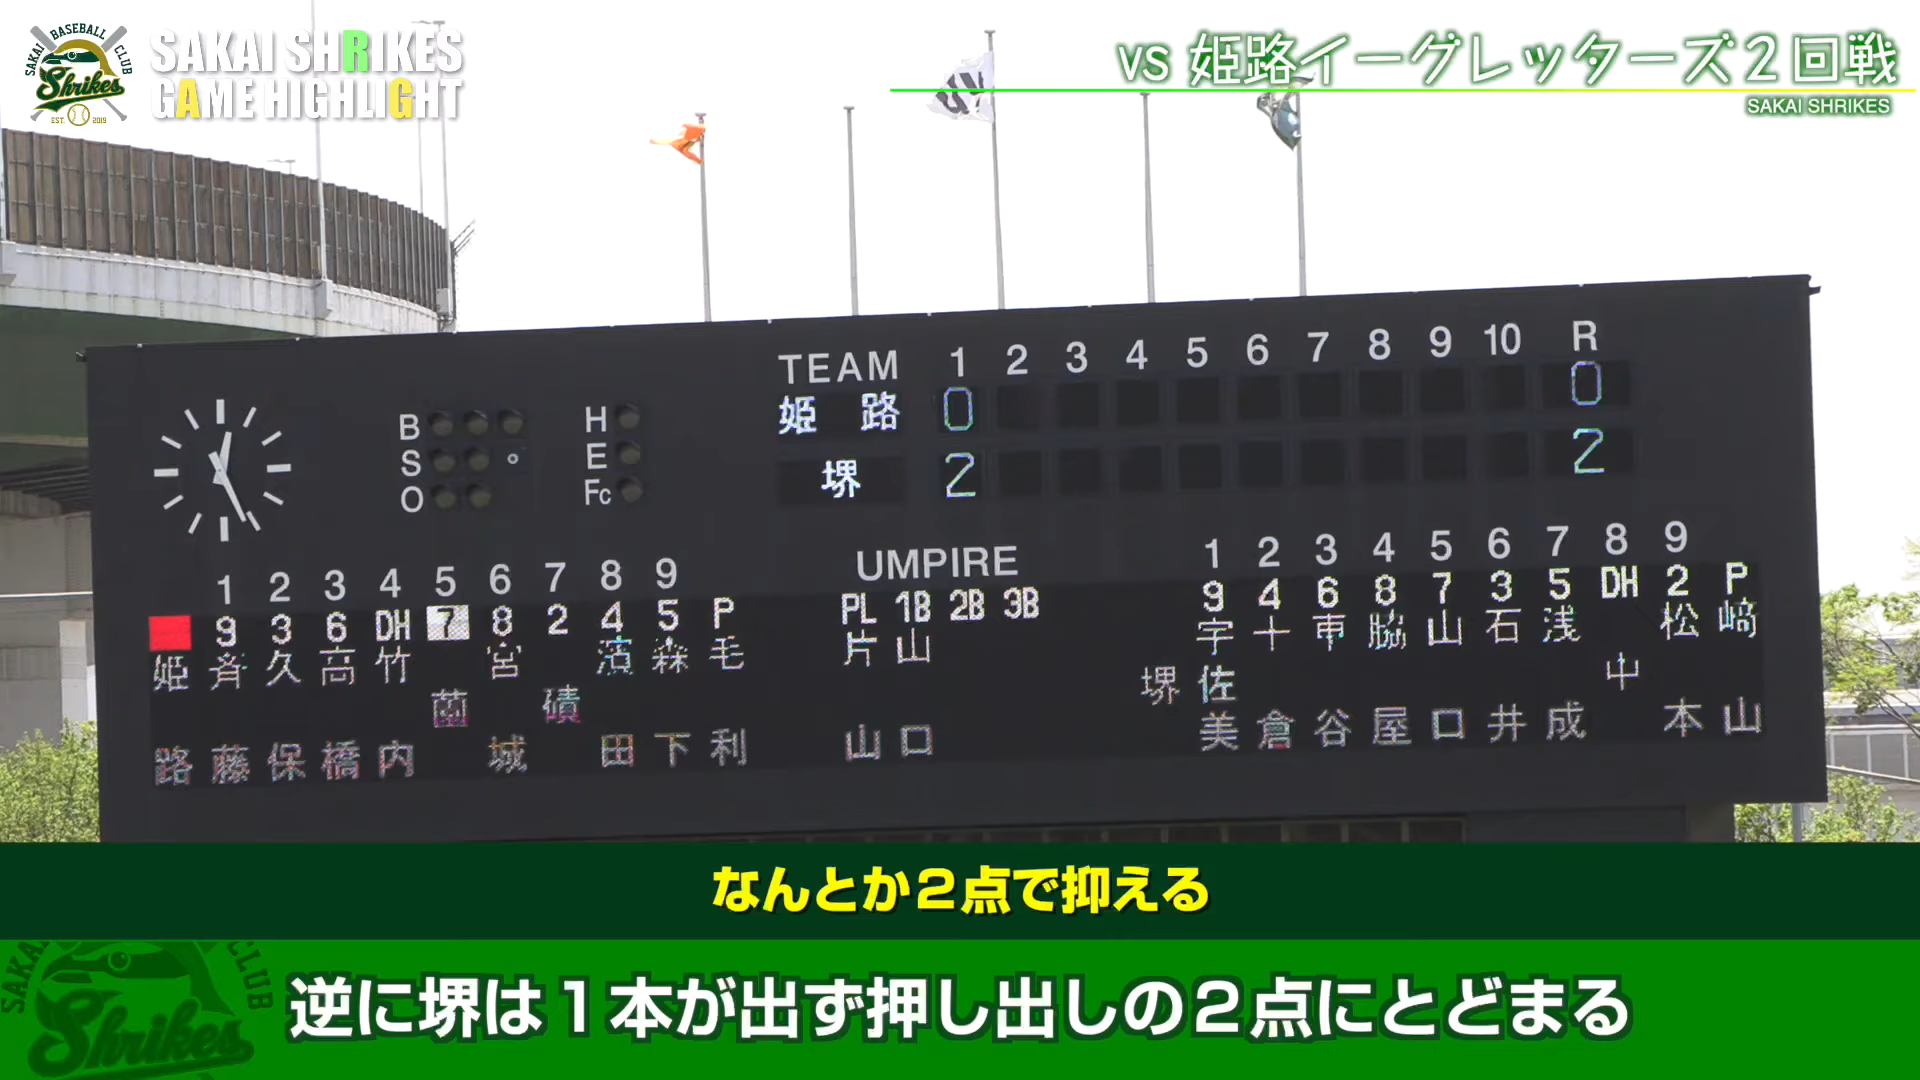 SAKAI BASEBALL CLUB
Shrikes
EST. 2019
SAKAI SHRIKES
GAME HIGHLIGHT
vs 姫路イーグレッターズ２回戦
SAKAI SHRIKES
TEAM 1 2 3 4 5 6 7 8 9 10 R
姫路 0 0
堺 2 2
B H
S E
O Fc
UMPIRE
PL 1B 2B 3B
片山 山口
1 2 3 4 5 6 7 8 9
9 3 6 DH 7 8 2 4 5 P
姫路 斉藤 久保 高橋 竹内 薗 宮城 磧 濱田 森下 毛利
1 2 3 4 5 6 7 8 9
9 4 6 8 7 3 5 DH 2 P
堺 宇佐美 十倉 市谷 脇屋 山口 石井 浅成 中 松本 﨑山
なんとか２点で抑える
逆に堺は１本が出ず押し出しの２点にとどまる
SAKAI CLUB
Shrikes